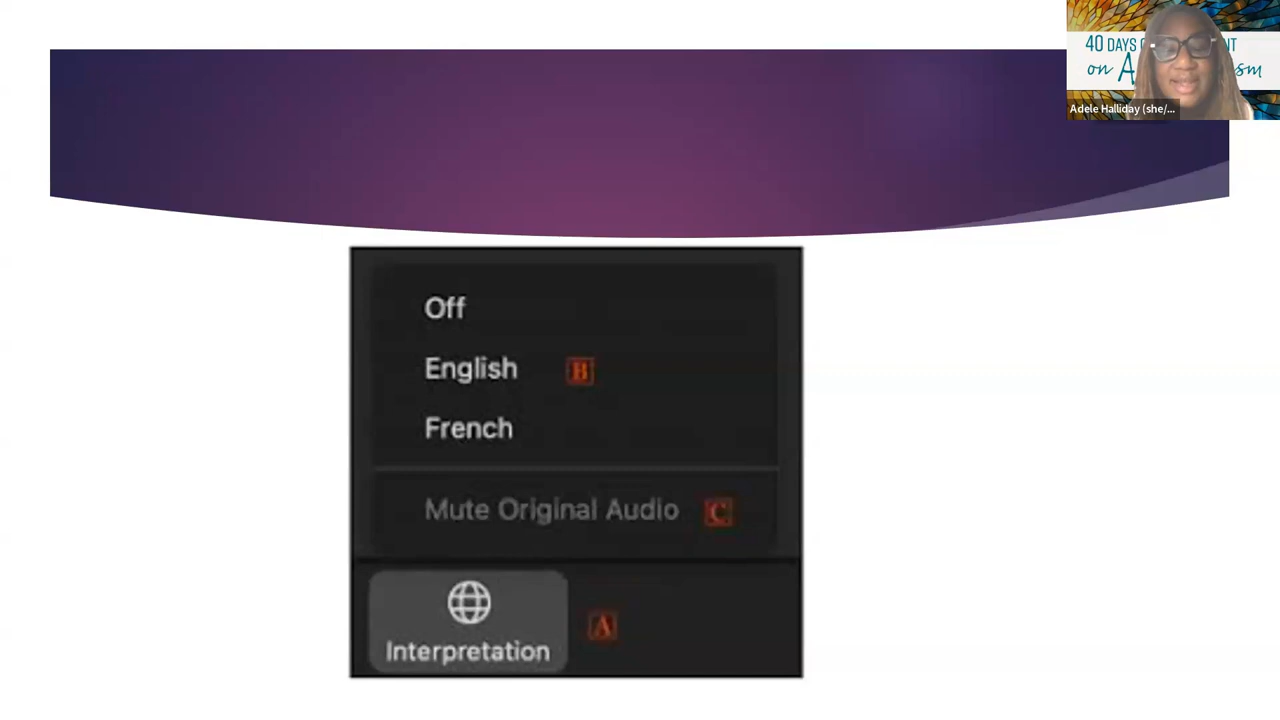 40 DAYS
on
sm
Adele Halliday (she/...
Off
English B
French
Mute Original Audio C
Interpretation A